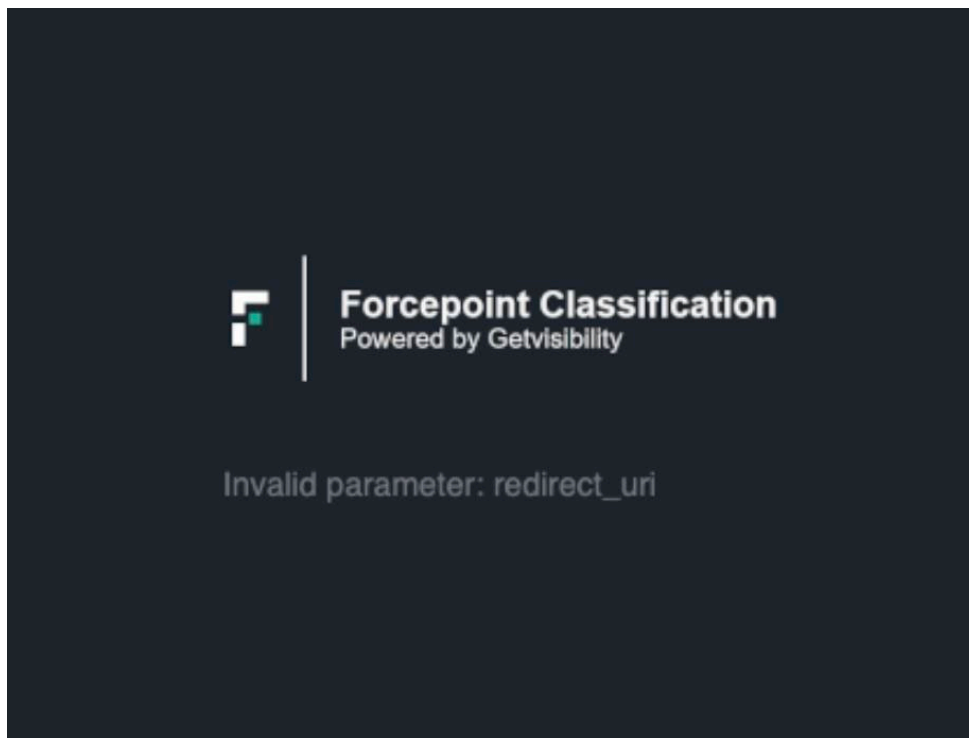 Forcepoint Classification
Powered by Getvisibility
Invalid parameter: redirect_uri